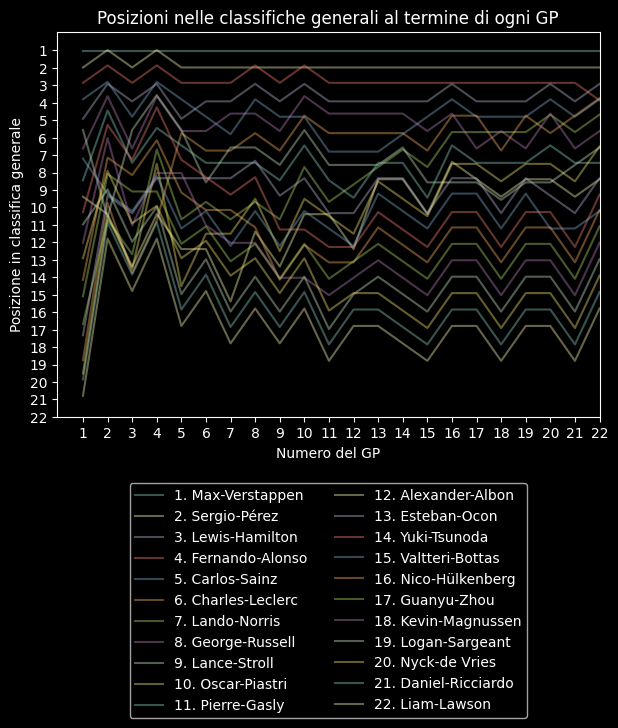 Posizioni nelle classifiche generali al termine di ogni GP
Posizione in classifica generale
1
2
3
4
5
6
7
8
9
10
11
12
13
14
15
16
17
18
19
20
21
22
1 2 3 4 5 6 7 8 9 10 11 12 13 14 15 16 17 18 19 20 21 22
Numero del GP
1. Max-Verstappen
2. Sergio-Pérez
3. Lewis-Hamilton
4. Fernando-Alonso
5. Carlos-Sainz
6. Charles-Leclerc
7. Lando-Norris
8. George-Russell
9. Lance-Stroll
10. Oscar-Piastri
11. Pierre-Gasly
12. Alexander-Albon
13. Esteban-Ocon
14. Yuki-Tsunoda
15. Valtteri-Bottas
16. Nico-Hülkenberg
17. Guanyu-Zhou
18. Kevin-Magnussen
19. Logan-Sargeant
20. Nyck-de Vries
21. Daniel-Ricciardo
22. Liam-Lawson